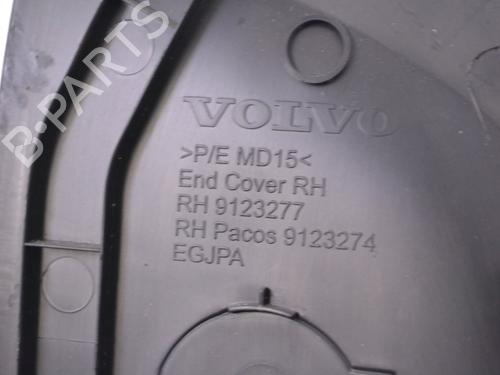 B-PARTS
VOLVO
>P/E MD15<
End Cover RH
RH 9123277
RH Pacos 9123274
EGJPA